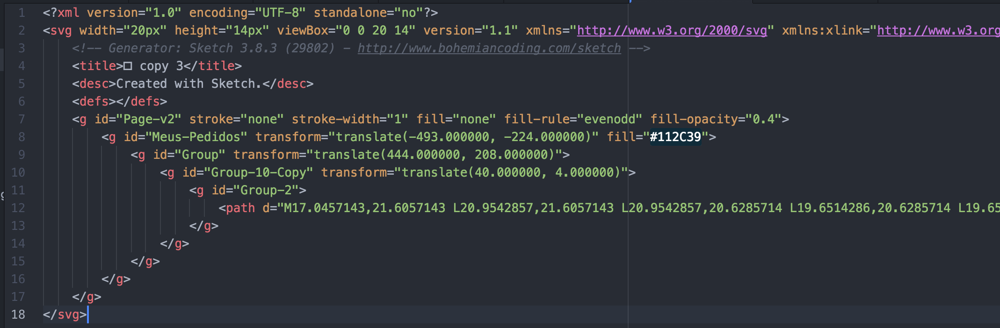 1 <?xml version="1.0" encoding="UTF-8" standalone="no"?>
2 <svg width="20px" height="14px" viewBox="0 0 20 14" version="1.1" xmlns="http://www.w3.org/2000/svg" xmlns:xlink="http://www.w3.org
3 <!-- Generator: Sketch 3.8.3 (29802) - http://www.bohemiancoding.com/sketch -->
4 <title>□ copy 3</title>
5 <desc>Created with Sketch.</desc>
6 <defs></defs>
7 <g id="Page-v2" stroke="none" stroke-width="1" fill="none" fill-rule="evenodd" fill-opacity="0.4">
8 <g id="Meus-Pedidos" transform="translate(-493.000000, -224.000000)" fill="#112C39">
9 <g id="Group" transform="translate(444.000000, 208.000000)">
10 <g id="Group-10-Copy" transform="translate(40.000000, 4.000000)">
11 <g id="Group-2">
12 <path d="M17.0457143,21.6057143 L20.9542857,21.6057143 L20.9542857,20.6285714 L19.6514286,20.6285714 L19.65
13 </g>
14 </g>
15 </g>
16 </g>
17 </g>
18 </svg>